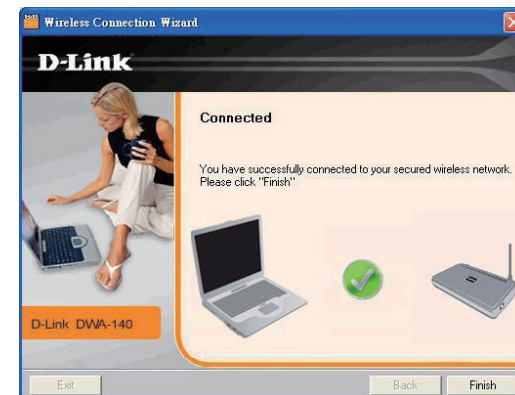 Wireless Connection Wizard
D-Link
Connected
You have successfully connected to your secured wireless network.
Please click "Finish"
D-Link DWA-140
Exit
Back
Finish